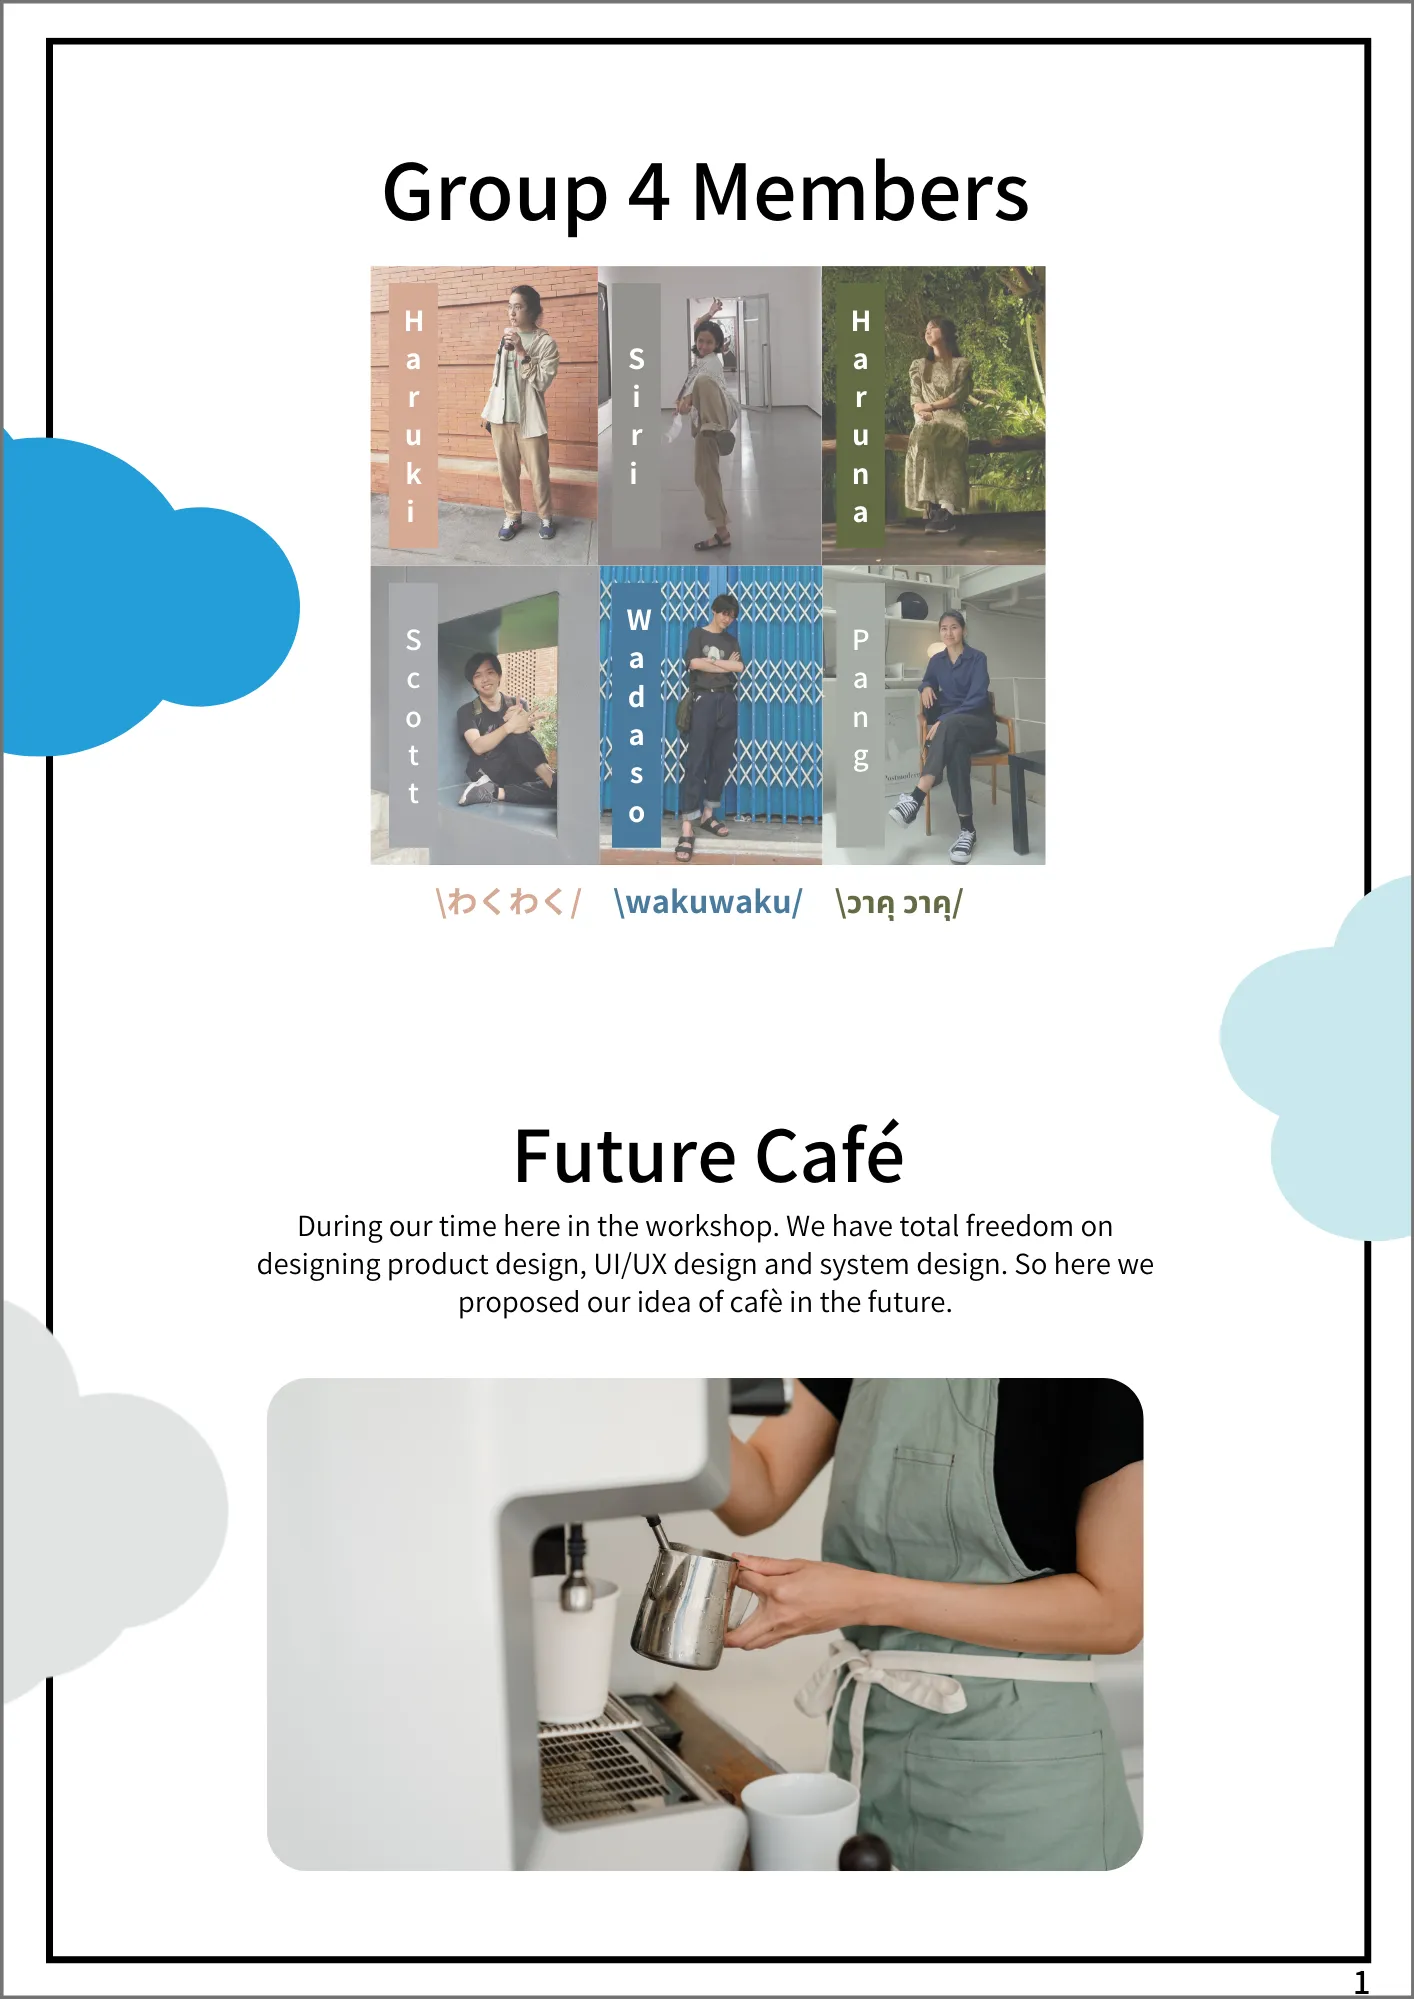 Group 4 Members
Haruki
Siri
Haruna
Scott
Wadaso
Pang
\わくわく/ \wakuwaku/ \วาคุ วาคุ/
Future Café
During our time here in the workshop. We have total freedom on
designing product design, UI/UX design and system design. So here we
proposed our idea of cafè in the future.
1